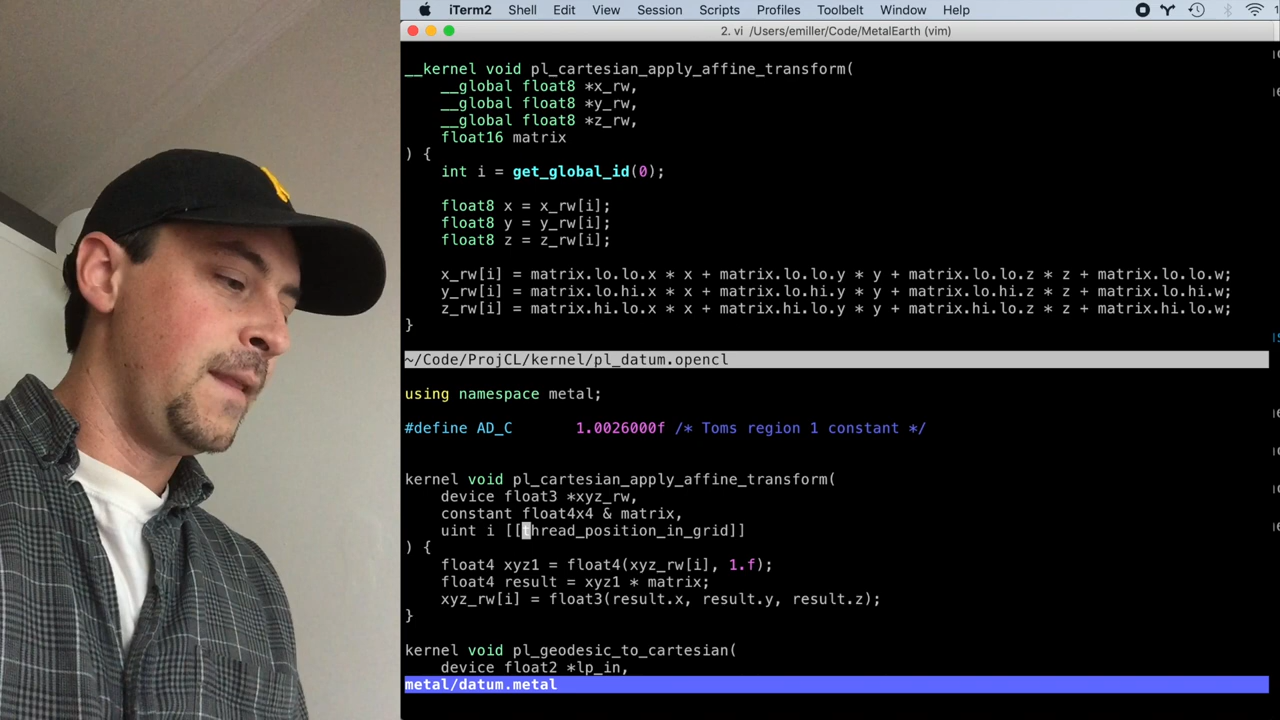 iTerm2 Shell Edit View Session Scripts Profiles Toolbelt Window Help
2. vi /Users/emiller/Code/MetalEarth (vim)
__kernel void pl_cartesian_apply_affine_transform(
__global float8 *x_rw,
__global float8 *y_rw,
__global float8 *z_rw,
float16 matrix
) {
int i = get_global_id(0);
float8 x = x_rw[i];
float8 y = y_rw[i];
float8 z = z_rw[i];
x_rw[i] = matrix.lo.lo.x * x + matrix.lo.lo.y * y + matrix.lo.lo.z * z + matrix.lo.lo.w;
y_rw[i] = matrix.lo.hi.x * x + matrix.lo.hi.y * y + matrix.lo.hi.z * z + matrix.lo.hi.w;
z_rw[i] = matrix.hi.lo.x * x + matrix.hi.lo.y * y + matrix.hi.lo.z * z + matrix.hi.lo.w;
}
~/Code/ProjCL/kernel/pl_datum.opencl
using namespace metal;
#define AD_C 1.0026000f /* Toms region 1 constant */
kernel void pl_cartesian_apply_affine_transform(
device float3 *xyz_rw,
constant float4x4 & matrix,
uint i [[thread_position_in_grid]]
) {
float4 xyz1 = float4(xyz_rw[i], 1.f);
float4 result = xyz1 * matrix;
xyz_rw[i] = float3(result.x, result.y, result.z);
}
kernel void pl_geodesic_to_cartesian(
device float2 *lp_in,
metal/datum.metal